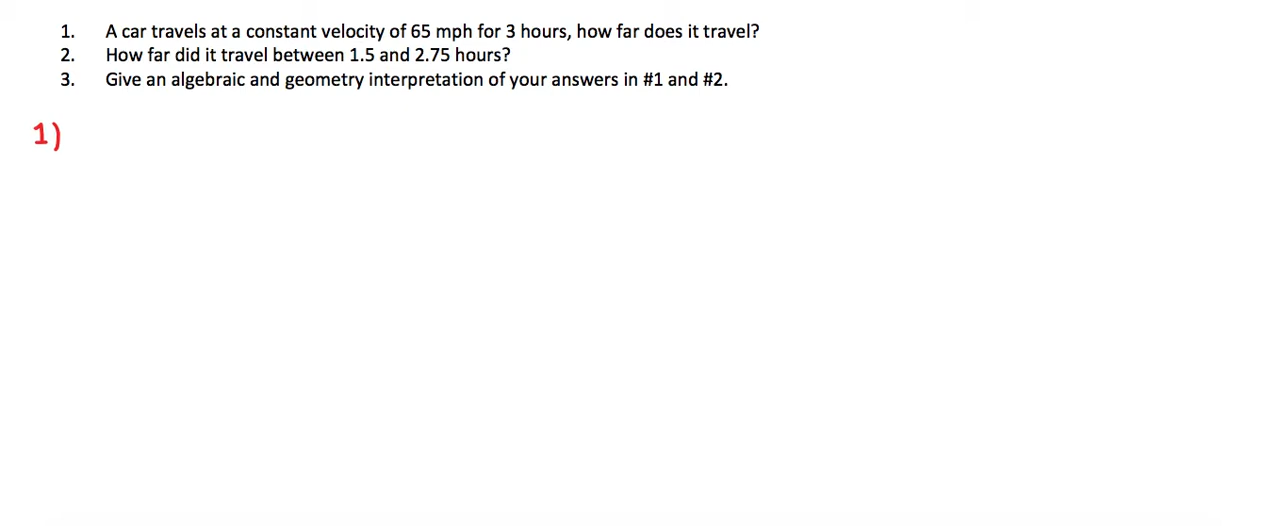 1. A car travels at a constant velocity of 65 mph for 3 hours, how far does it travel?
2. How far did it travel between 1.5 and 2.75 hours?
3. Give an algebraic and geometry interpretation of your answers in #1 and #2.
1)